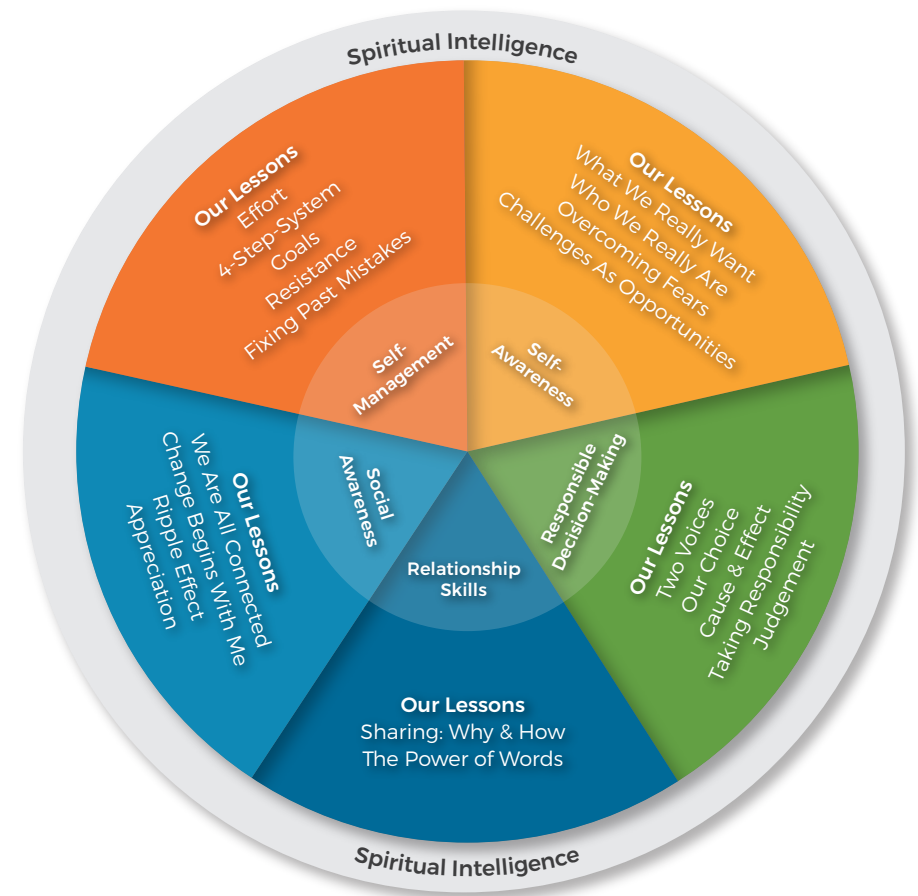 Spiritual Intelligence
Our Lessons
Effort
4-Step-System
Goals
Resistance
Fixing Past Mistakes
Self-
Management
Our Lessons
What We Really Want
Who We Really Are
Overcoming Fears
Challenges As Opportunities
Self-
Awareness
Our Lessons
We Are All Connected
Change Begins With Me
Ripple Effect
Appreciation
Social
Awareness
Responsible
Decision-Making
Our Lessons
Two Voices
Our Choice
Cause & Effect
Taking Responsibility
Judgement
Relationship
Skills
Our Lessons
Sharing: Why & How
The Power of Words
Spiritual Intelligence